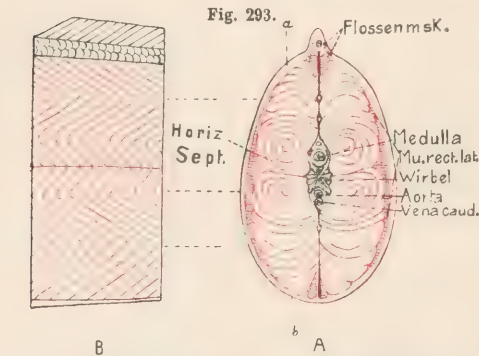 Fig. 293.
a
Flossenmsk.
Horiz
Sept.
Medulla
Mu.rect.lat.
Wirbel
Aorta
Vena caud.
b
B
A